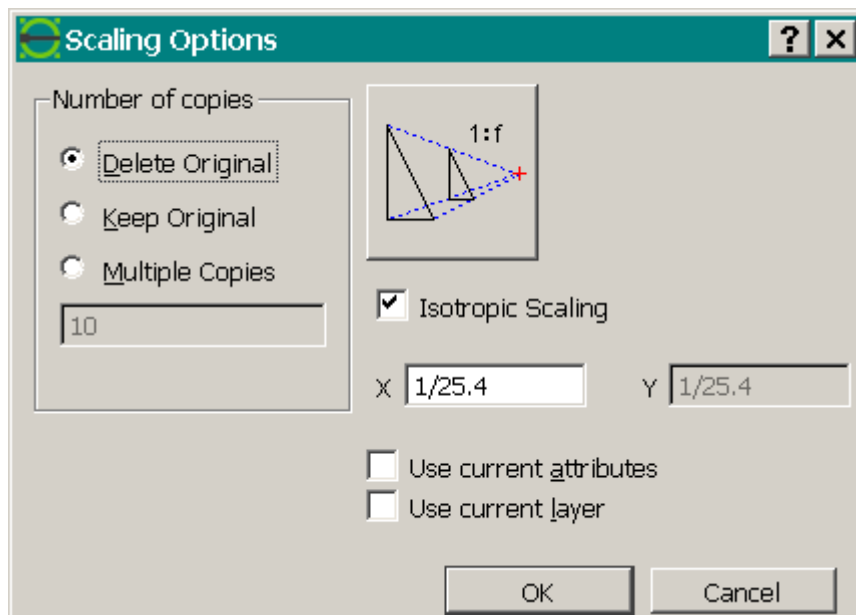 Scaling Options
Number of copies
Delete Original
Keep Original
Multiple Copies
10
1:f
Isotropic Scaling
X 1/25.4 Y 1/25.4
Use current attributes
Use current layer
OK Cancel